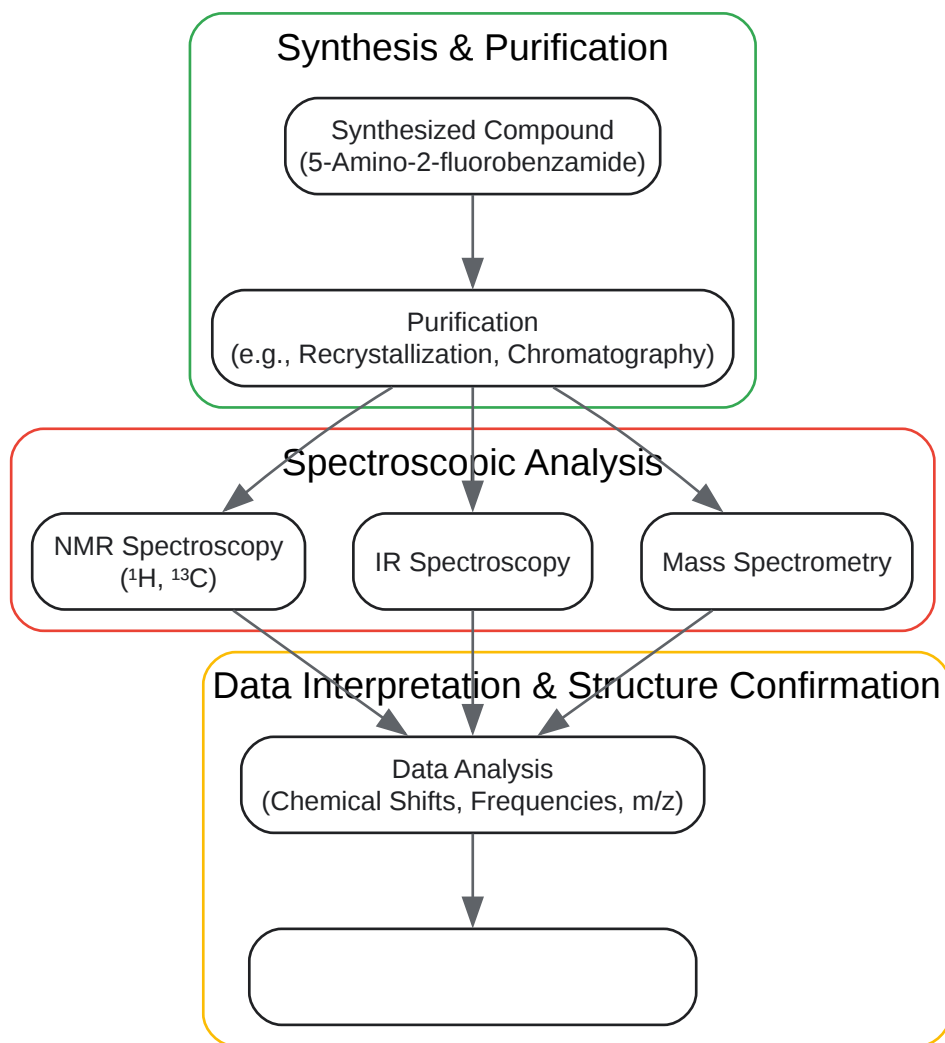 Synthesis & Purification
Synthesized Compound
(5-Amino-2-fluorobenzamide)
Purification
(e.g., Recrystallization, Chromatography)
Spectroscopic Analysis
NMR Spectroscopy
(¹H, ¹³C)
IR Spectroscopy
Mass Spectrometry
Data Interpretation & Structure Confirmation
Data Analysis
(Chemical Shifts, Frequencies, m/z)